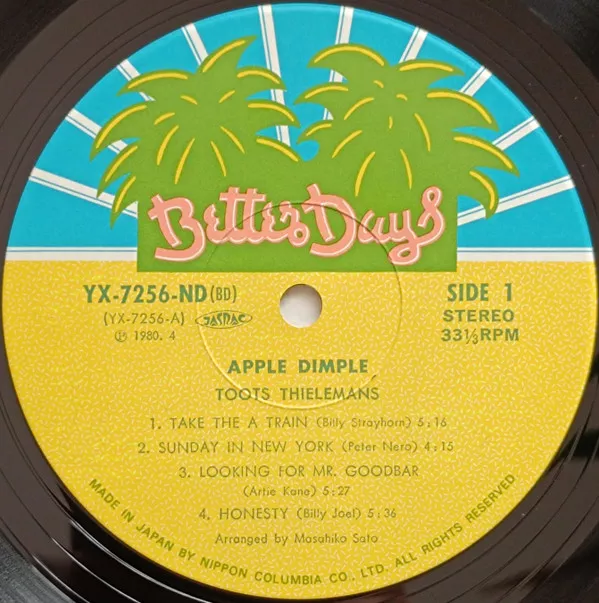 Better Days
YX-7256-ND(BD)
(YX-7256-A) JASRAC
Ⓟ 1980. 4
SIDE 1
STEREO
33⅓RPM
APPLE DIMPLE
TOOTS THIELEMANS
1. TAKE THE A TRAIN (Billy Strayhorn) 5:16
2. SUNDAY IN NEW YORK (Peter Nero) 4:15
3. LOOKING FOR MR. GOODBAR
(Artie Kane) 5:27
4. HONESTY (Billy Joel) 5:36
Arranged by Masahiko Sato
MADE IN JAPAN BY NIPPON COLUMBIA CO., LTD. ALL RIGHTS RESERVED